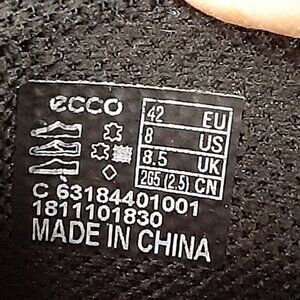 ecco
42 EU
8 US
8.5 UK
265 (2.5) CN
C 63184401001
1811101830
MADE IN CHINA